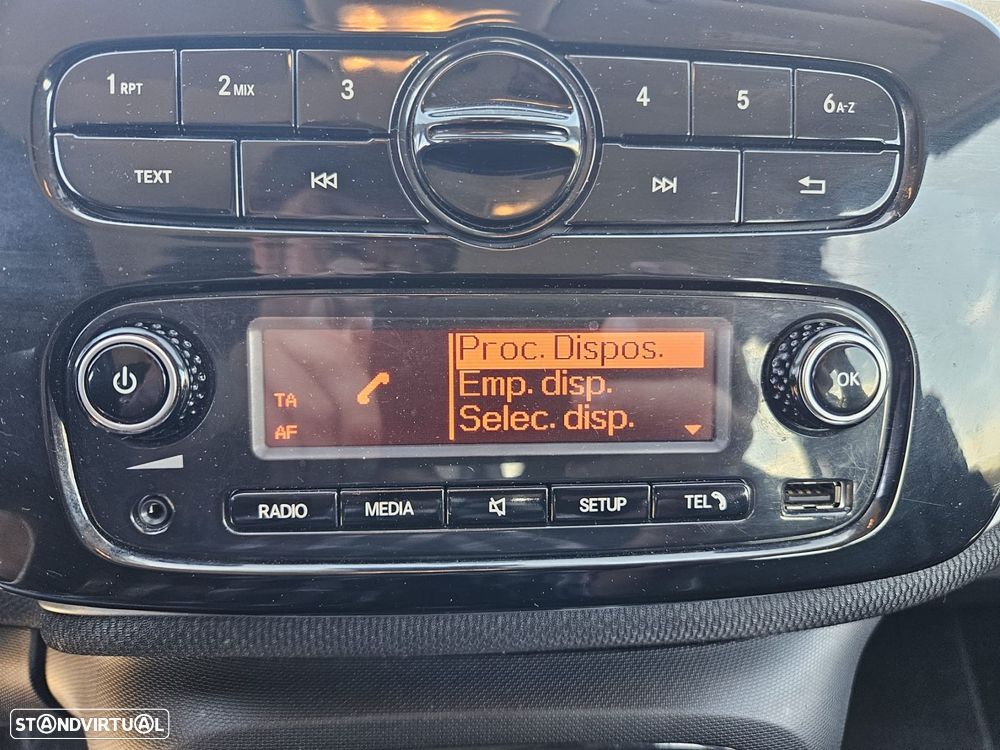 1 RPT 2 MIX 3 4 5 6 A-Z
TEXT
Proc. Dispos.
Emp. disp.
Selec. disp.
TA
AF
OK
RADIO MEDIA SETUP TEL
STANDVIRTUAL